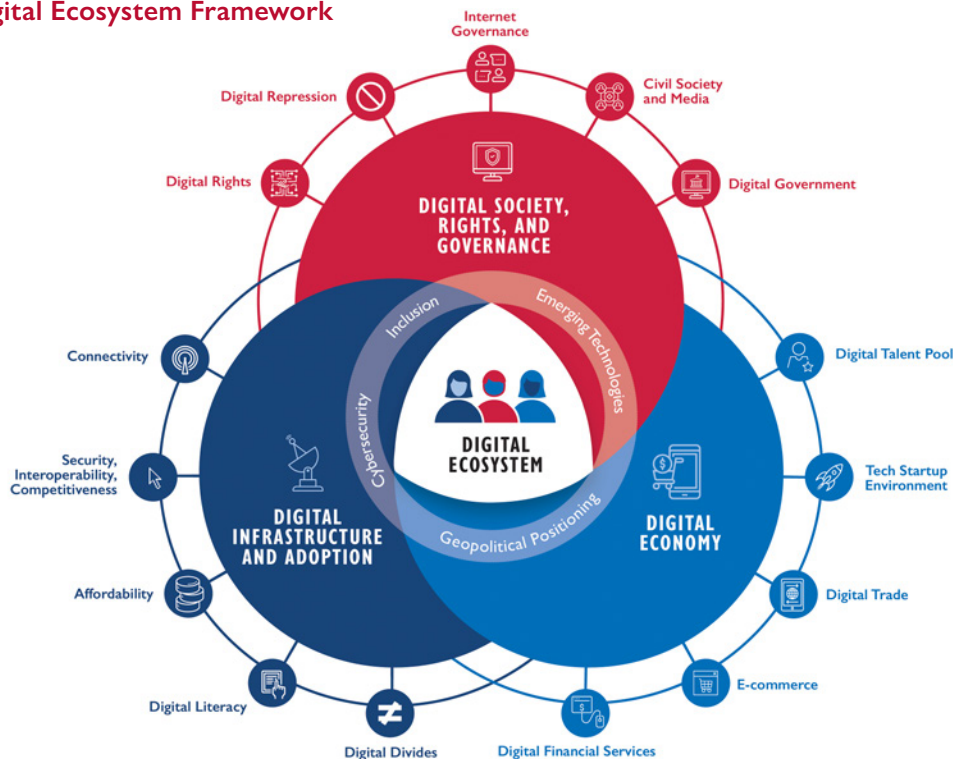 gital Ecosystem Framework
Internet
Governance
Digital Repression
Civil Society
and Media
Digital Rights
Digital Government
DIGITAL SOCIETY,
RIGHTS, AND
GOVERNANCE
Inclusion
Emerging Technologies
Connectivity
Digital Talent Pool
Cybersecurity
DIGITAL
ECOSYSTEM
Security,
Interoperability,
Competitiveness
Tech Startup
Environment
DIGITAL
INFRASTRUCTURE
AND ADOPTION
Geopolitical Positioning
DIGITAL
ECONOMY
Affordability
Digital Trade
Digital Literacy
E-commerce
Digital Divides
Digital Financial Services